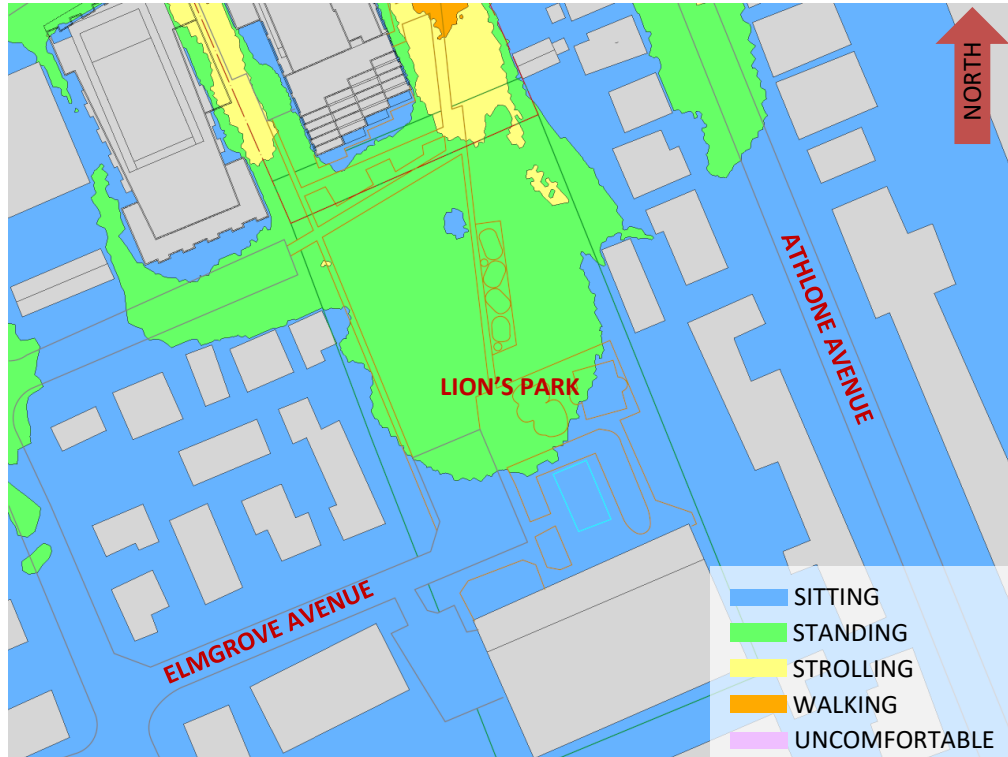 NORTH
ATHLONE AVENUE
LION'S PARK
ELMGROVE AVENUE
SITTING
STANDING
STROLLING
WALKING
UNCOMFORTABLE